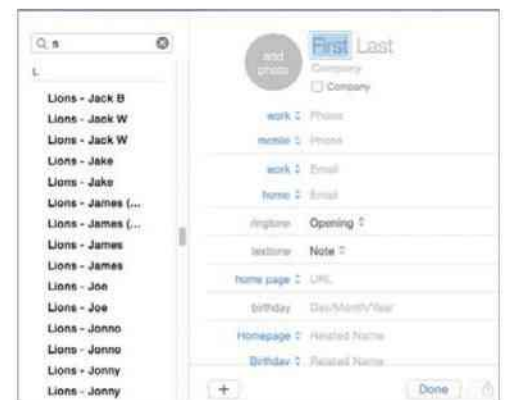 s
L
Lions - Jack B
Lions - Jack W
Lions - Jack W
Lions - Jake
Lions - Jake
Lions - James (...
Lions - James (...
Lions - James
Lions - James
Lions - Joe
Lions - Joe
Lions - Jonno
Lions - Jonno
Lions - Jonny
Lions - Jonny
add photo
First Last
Company
Company
work Phone
mobile Phone
work Email
home Email
ringtone Opening
texttone Note
home page URL
birthday Day/Month/Year
Homepage Related Name
Birthday Related Name
+
Done